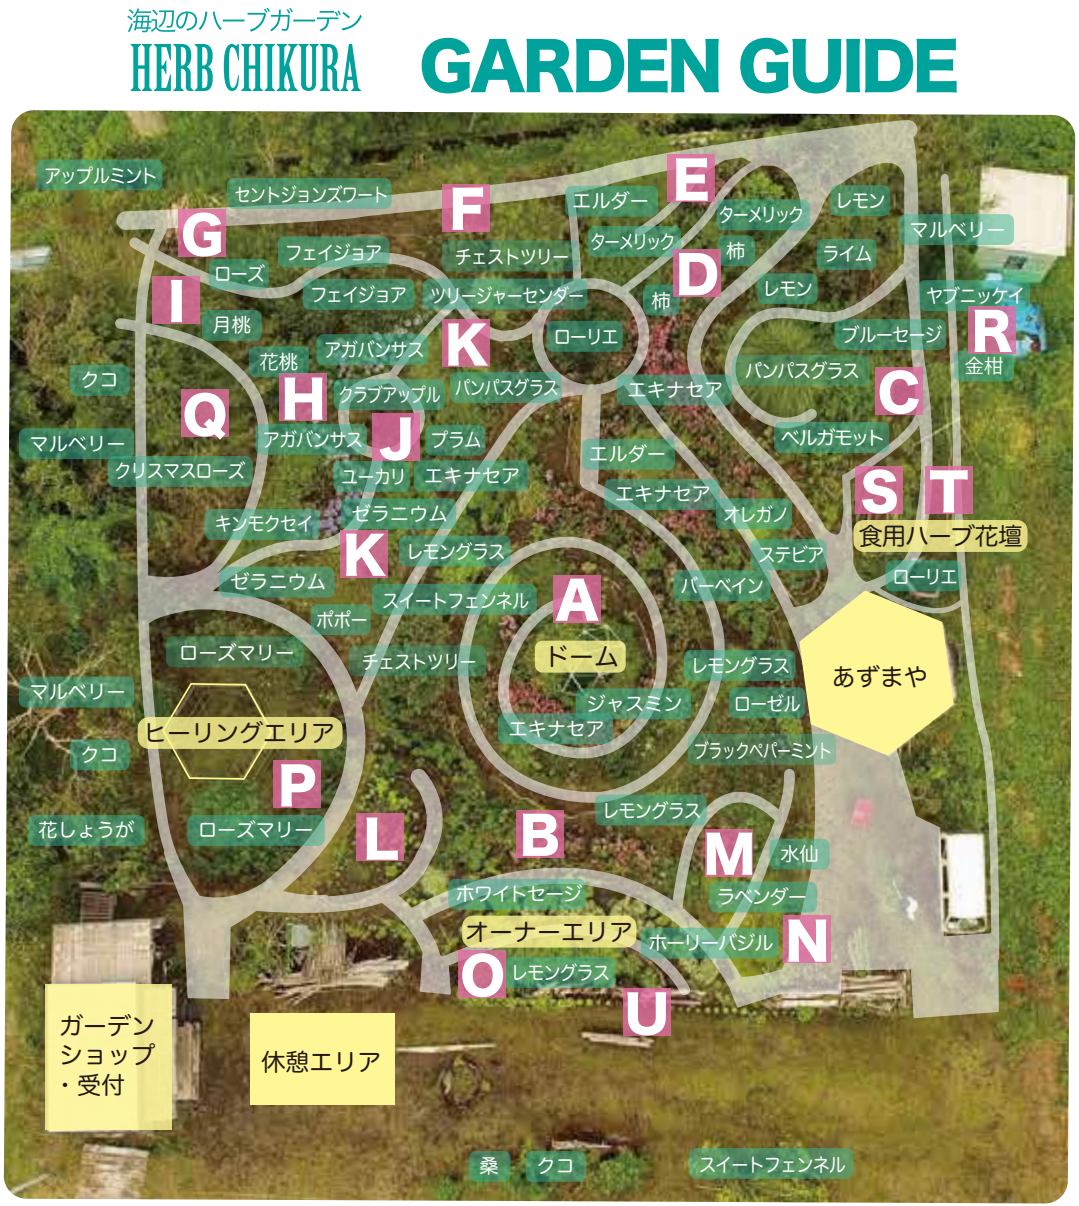 海辺のハーブガーデン
HERB CHIKURA
GARDEN GUIDE
アップルミント
セントジョンズワート
F
エルダー
E
ターメリック
レモン
G
フェイジョア
チェストツリー
ターメリック
柿
ライム
マルベリー
ローズ
I
フェイジョア
ツリージャーセンダー
柿
D
レモン
ヤブニッケイ
月桃
アガパンサス
K
ローリエ
ブルーセージ
R
金柑
クコ
花桃
H
クラブアップル
パンパスグラス
エキナセア
パンパスグラス
C
Q
アガパンサス
J
プラム
ベルガモット
マルベリー
クリスマスローズ
ユーカリ
エキナセア
エルダー
エキナセア
S
T
食用ハーブ花壇
キンモクセイ
ゼラニウム
オレガノ
K
レモングラス
ステビア
ローリエ
ゼラニウム
スイートフェンネル
A
バーベイン
ポポー
ドーム
ローズマリー
チェストツリー
レモングラス
あずまや
マルベリー
ジャスミン
ローゼル
ヒーリングエリア
エキナセア
ブラックペパーミント
クコ
P
花しょうが
ローズマリー
L
B
レモングラス
M
水仙
ホワイトセージ
ラベンダー
オーナーエリア
ホーリーバジル
N
O
レモングラス
U
ガーデン
ショップ
・受付
休憩エリア
桑
クコ
スイートフェンネル